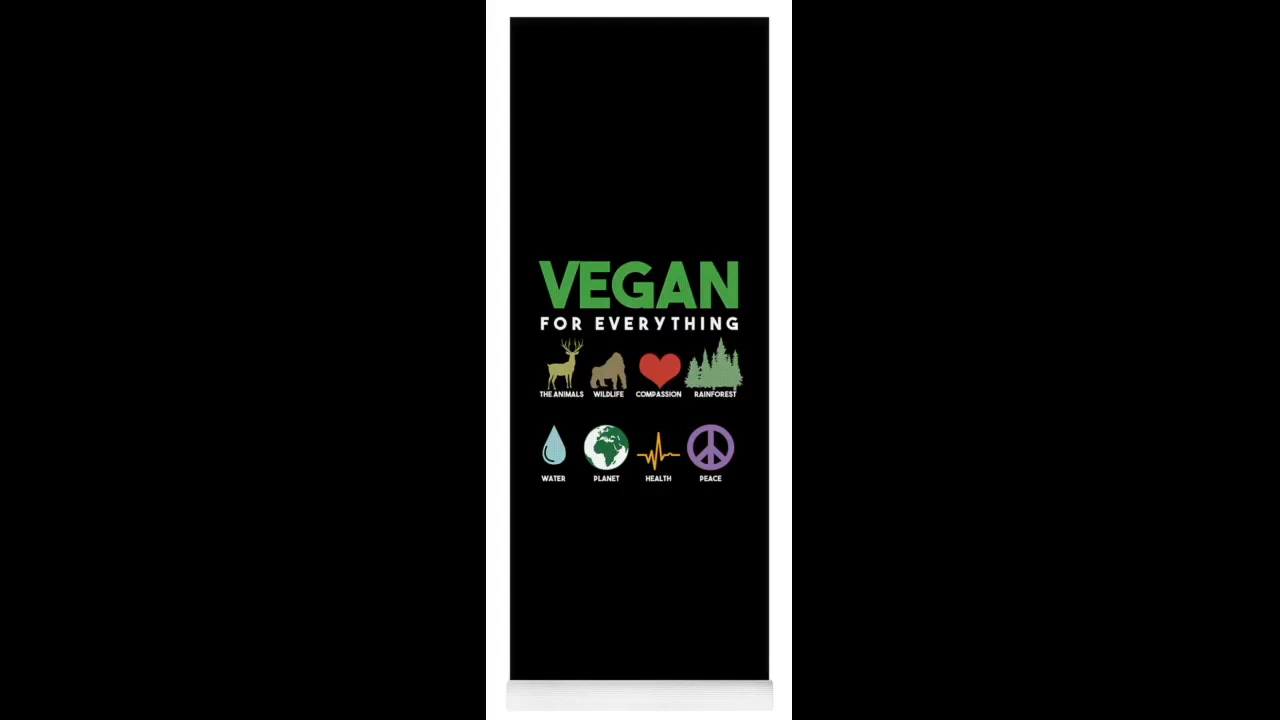 VEGAN
FOR EVERYTHING
THE ANIMALS WILDLIFE COMPASSION RAINFOREST
WATER PLANET HEALTH PEACE